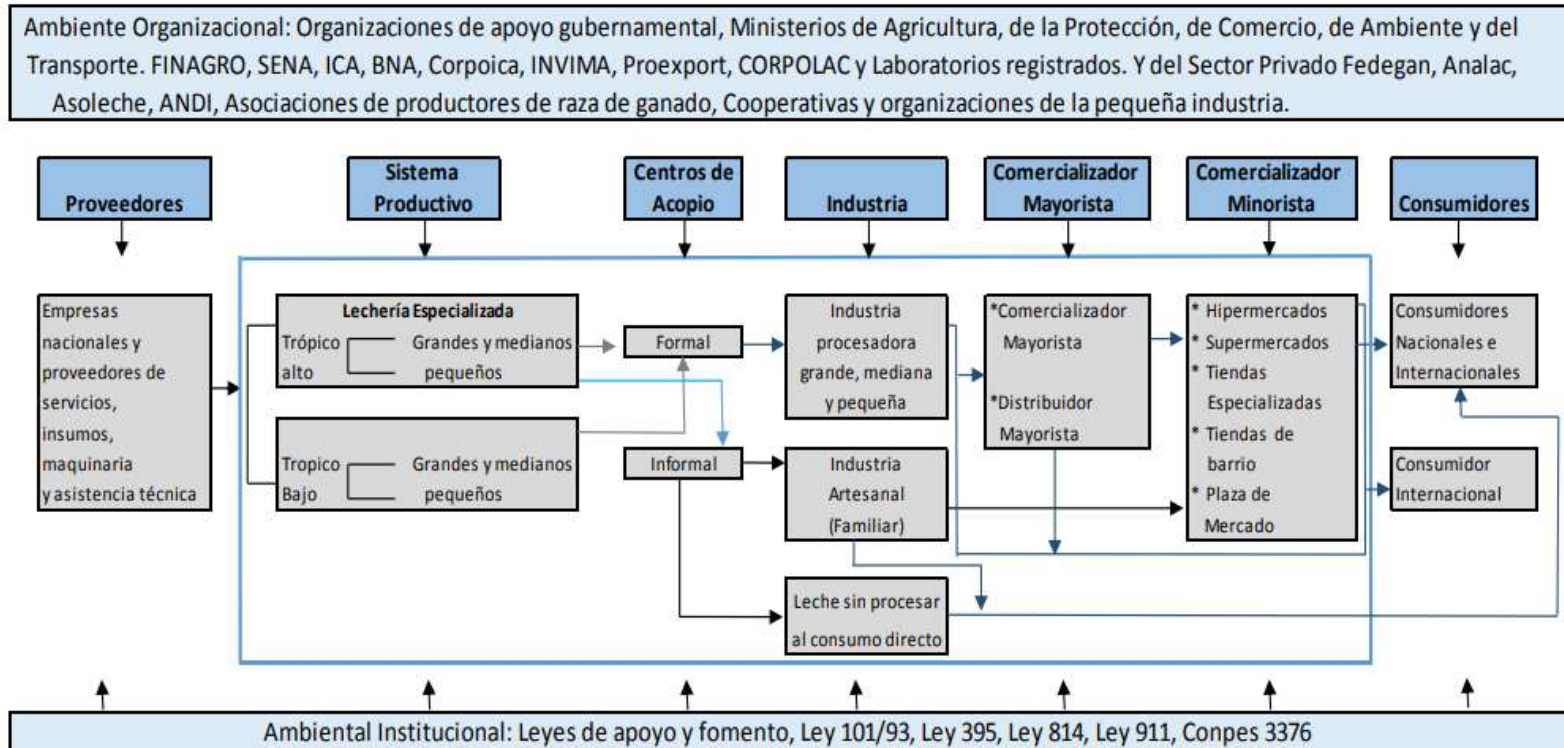 Ambiente Organizacional: Organizaciones de apoyo gubernamental, Ministerios de Agricultura, de la Protección, de Comercio, de Ambiente y del
Transporte. FINAGRO, SENA, ICA, BNA, Corpoica, INVIMA, Proexport, CORPOLAC y Laboratorios registrados. Y del Sector Privado Fedegan, Analac,
Asoleche, ANDI, Asociaciones de productores de raza de ganado, Cooperativas y organizaciones de la pequeña industria.
Proveedores
Sistema
Productivo
Centros de
Acopio
Industria
Comercializador
Mayorista
Comercializador
Minorista
Consumidores
Empresas
nacionales y
proveedores de
servicios,
insumos,
maquinaria
y asistencia técnica
Lechería Especializada
Trópico
alto
Grandes y medianos
pequeños
Tropico
Bajo
Grandes y medianos
pequeños
Formal
Informal
Industria
procesadora
grande, mediana
y pequeña
Industria
Artesanal
(Familiar)
Leche sin procesar
al consumo directo
*Comercializador
Mayorista
*Distribuidor
Mayorista
* Hipermercados
* Supermercados
* Tiendas
Especializadas
* Tiendas de
barrio
* Plaza de
Mercado
Consumidores
Nacionales e
Internacionales
Consumidor
Internacional
Ambiental Institucional: Leyes de apoyo y fomento, Ley 101/93, Ley 395, Ley 814, Ley 911, Conpes 3376